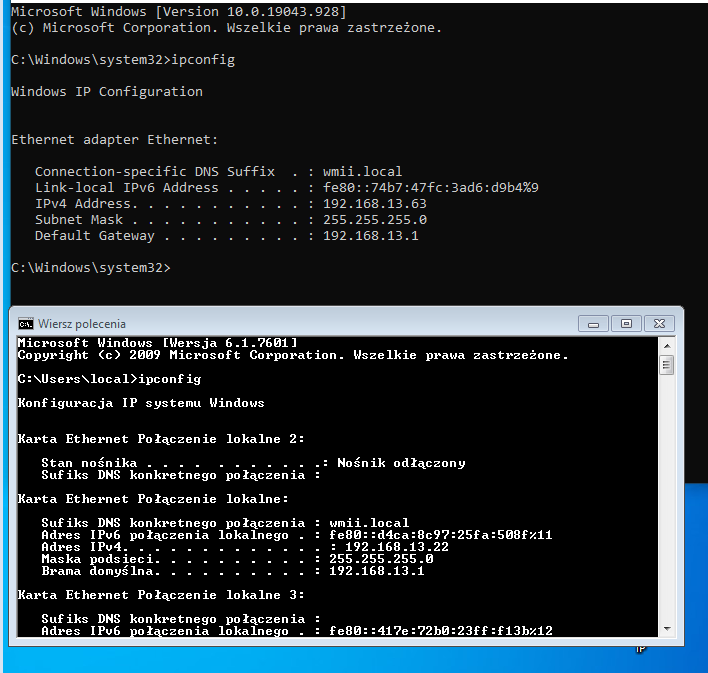 Microsoft Windows [Version 10.0.19043.928]
(c) Microsoft Corporation. Wszelkie prawa zastrzeżone.
C:\Windows\system32>ipconfig
Windows IP Configuration
Ethernet adapter Ethernet:
Connection-specific DNS Suffix  . : wmii.local
Link-local IPv6 Address . . . . . : fe80::74b7:47fc:3ad6:d9b4%9
IPv4 Address. . . . . . . . . . . : 192.168.13.63
Subnet Mask . . . . . . . . . . . : 255.255.255.0
Default Gateway . . . . . . . . . : 192.168.13.1
C:\Windows\system32>
Wiersz polecenia
Microsoft Windows [Wersja 6.1.7601]
Copyright (c) 2009 Microsoft Corporation. Wszelkie prawa zastrzeżone.
C:\Users\local>ipconfig
Konfiguracja IP systemu Windows
Karta Ethernet Połączenie lokalne 2:
Stan nośnika . . . .  . . . . . . .: Nośnik odłączony
Sufiks DNS konkretnego połączenia :
Karta Ethernet Połączenie lokalne:
Sufiks DNS konkretnego połączenia : wmii.local
Adres IPv6 połączenia lokalnego . : fe80::d4ca:8c97:25fa:508f%11
Adres IPv4. . . . . . . . . . . . . : 192.168.13.22
Maska podsieci. . . . . . . . . . : 255.255.255.0
Brama domyślna. . . . . . . . . . : 192.168.13.1
Karta Ethernet Połączenie lokalne 3:
Sufiks DNS konkretnego połączenia :
Adres IPv6 połączenia lokalnego . : fe80::417e:72b0:23ff:f13b%12
IP